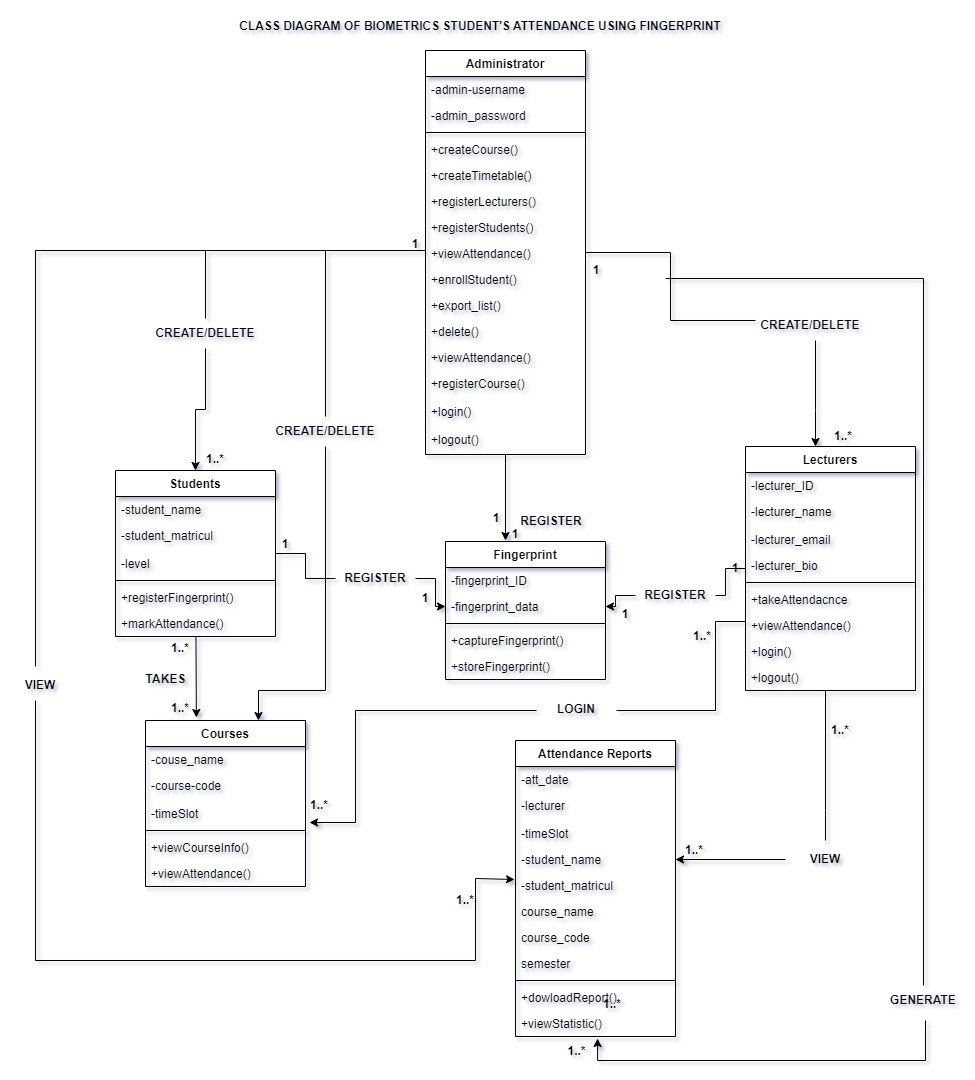 CLASS DIAGRAM OF BIOMETRICS STUDENT'S ATTENDANCE USING FINGERPRINT
Administrator
-admin-username
-admin_password
+createCourse()
+createTimetable()
+registerLecturers()
+registerStudents()
+viewAttendance()
+enrollStudent()
+export_list()
+delete()
+viewAttendance()
+registerCourse()
+login()
+logout()
1
1
CREATE/DELETE
CREATE/DELETE
CREATE/DELETE
1..*
1..*
Students
-student_name
-student_matricul
-level
+registerFingerprint()
+markAttendance()
1
REGISTER
1
1
REGISTER
1
Fingerprint
-fingerprint_ID
-fingerprint_data
+captureFingerprint()
+storeFingerprint()
Lecturers
-lecturer_ID
-lecturer_name
-lecturer_email
-lecturer_bio
+takeAttendacnce
+viewAttendance()
+login()
+logout()
1
REGISTER
1
1..*
1..*
TAKES
1..*
VIEW
LOGIN
1..*
Courses
-couse_name
-course-code
-timeSlot
+viewCourseInfo()
+viewAttendance()
1..*
VIEW
1..*
1..*
Attendance Reports
-att_date
-lecturer
-timeSlot
-student_name
-student_matricul
course_name
course_code
semester
+dowloadReport()
1..*
+viewStatistic()
1..*
GENERATE